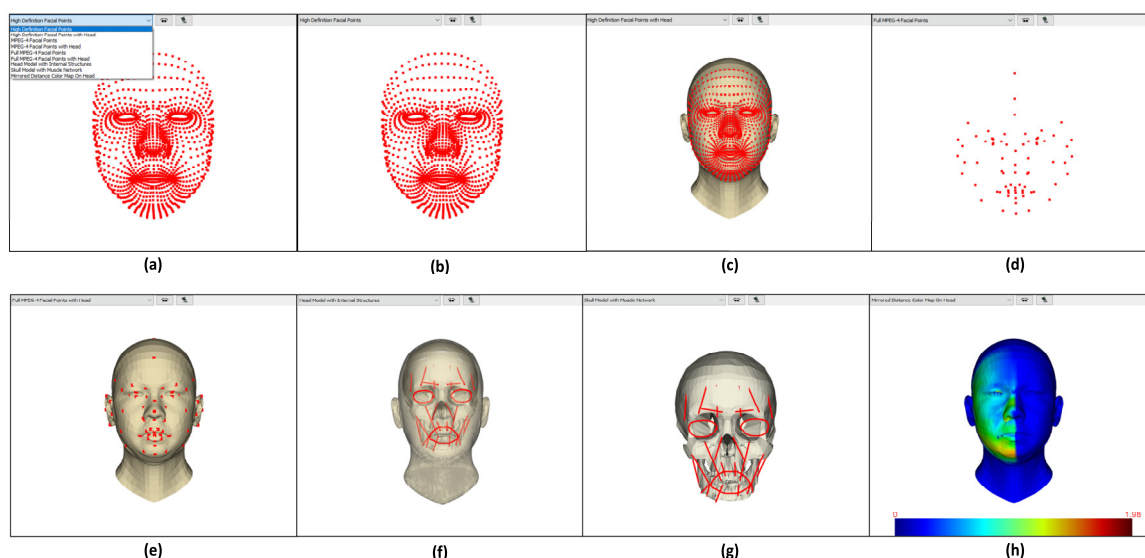 High Definition Facial Points
High Definition Facial Points
High Definition Facial Points with Head
MPEG-4 Facial Points
MPEG-4 Facial Points with Head
Full MPEG-4 Facial Points
Full MPEG-4 Facial Points with Head
Head Model with Internal Structures
Skull Model with Muscle Network
Mirrored Distance Color Map On Head
High Definition Facial Points
High Definition Facial Points with Head
Full MPEG-4 Facial Points
(a)
(b)
(c)
(d)
Full MPEG-4 Facial Points with Head
Head Model with Internal Structures
Skull Model with Muscle Network
Mirrored Distance Color Map On Head
0
1.98
(e)
(f)
(g)
(h)